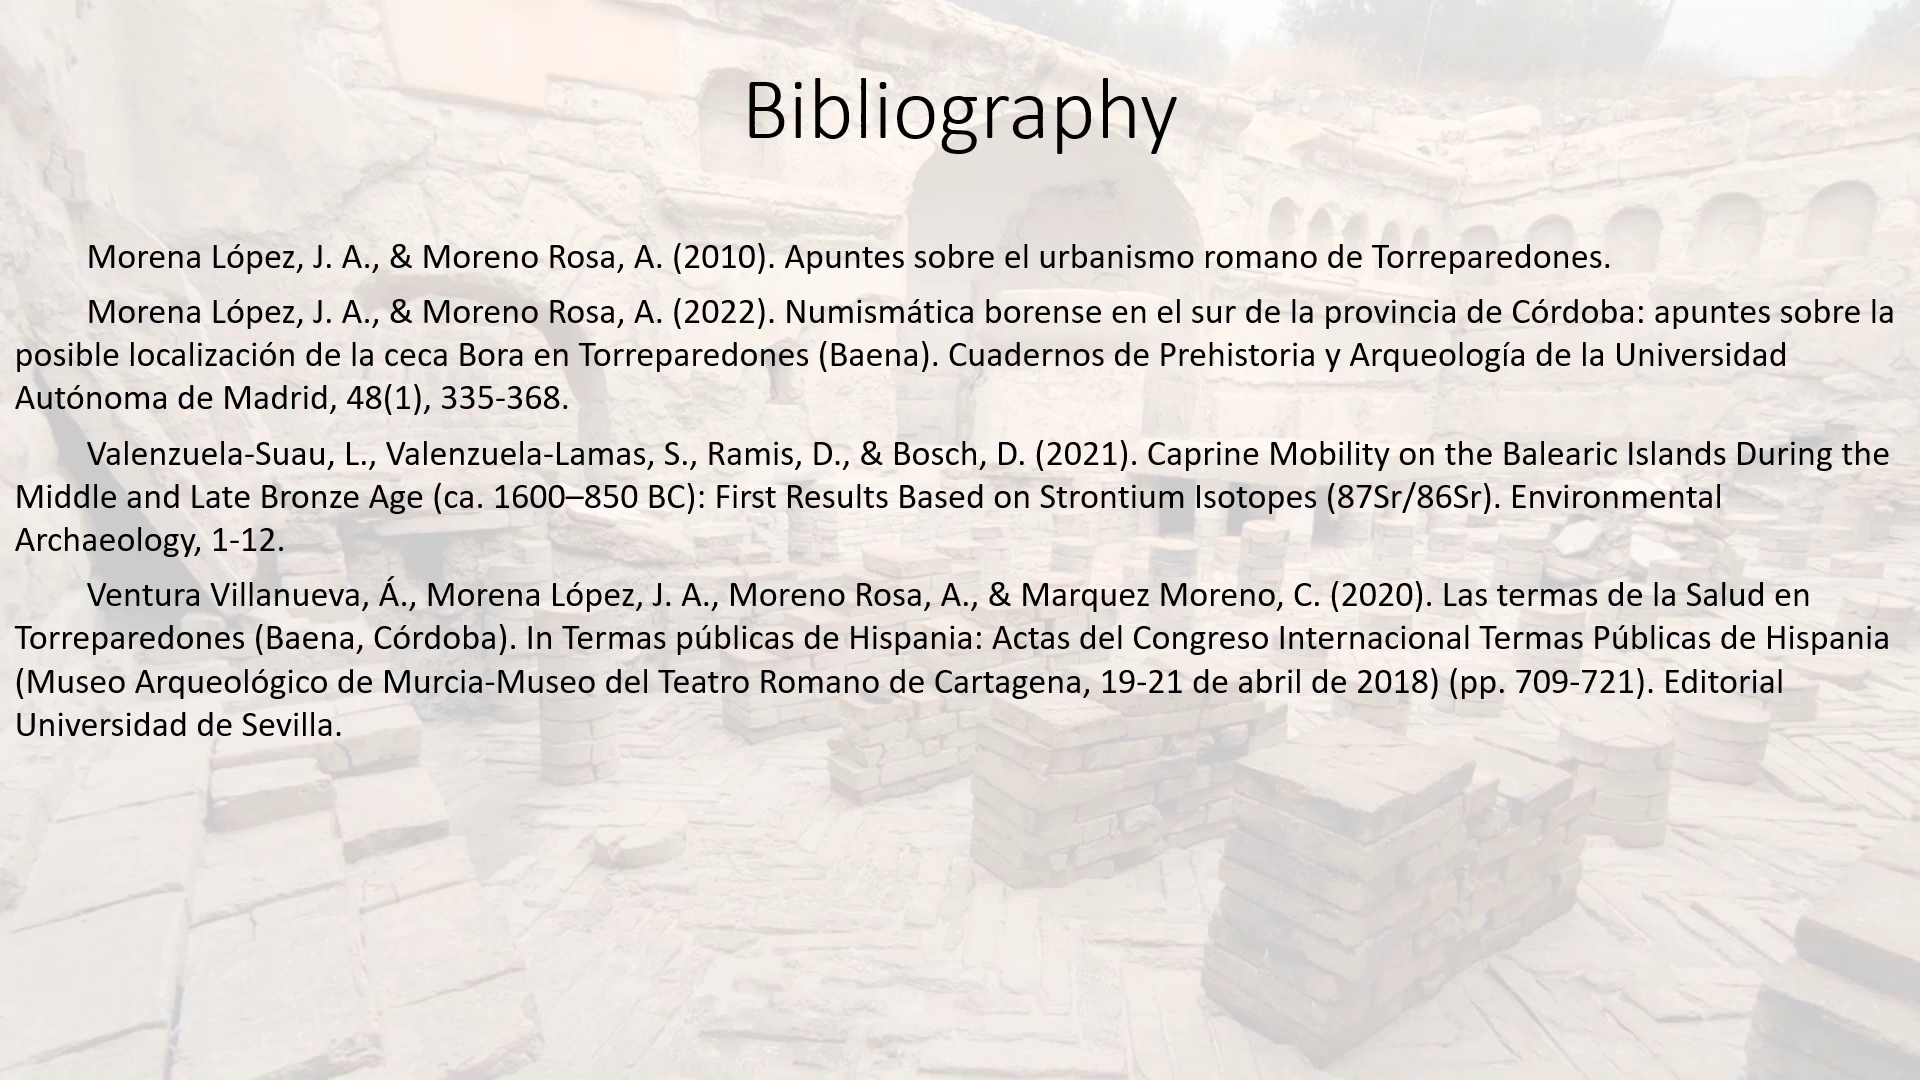 Bibliography
Morena López, J. A., & Moreno Rosa, A. (2010). Apuntes sobre el urbanismo romano de Torreparedones.
Morena López, J. A., & Moreno Rosa, A. (2022). Numismática borense en el sur de la provincia de Córdoba: apuntes sobre la
posible localización de la ceca Bora en Torreparedones (Baena). Cuadernos de Prehistoria y Arqueología de la Universidad
Autónoma de Madrid, 48(1), 335-368.
Valenzuela-Suau, L., Valenzuela-Lamas, S., Ramis, D., & Bosch, D. (2021). Caprine Mobility on the Balearic Islands During the
Middle and Late Bronze Age (ca. 1600–850 BC): First Results Based on Strontium Isotopes (87Sr/86Sr). Environmental
Archaeology, 1-12.
Ventura Villanueva, Á., Morena López, J. A., Moreno Rosa, A., & Marquez Moreno, C. (2020). Las termas de la Salud en
Torreparedones (Baena, Córdoba). In Termas públicas de Hispania: Actas del Congreso Internacional Termas Públicas de Hispania
(Museo Arqueológico de Murcia-Museo del Teatro Romano de Cartagena, 19-21 de abril de 2018) (pp. 709-721). Editorial
Universidad de Sevilla.